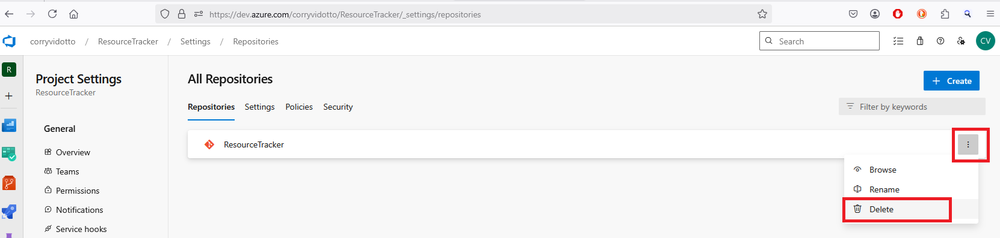 https://dev.azure.com/corryvidotto/ResourceTracker/_settings/repositories
corryvidotto / ResourceTracker / Settings / Repositories
Search
CV
R
Project Settings
ResourceTracker
General
Overview
Teams
Permissions
Notifications
Service hooks
All Repositories
Create
Repositories Settings Policies Security
Filter by keywords
ResourceTracker
Browse
Rename
Delete